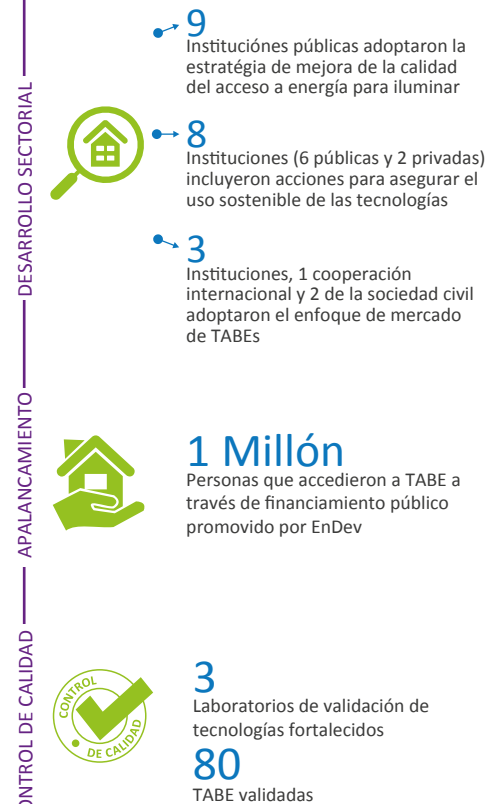 DESARROLLO SECTORIAL
9
Instituciónes públicas adoptaron la
estratégia de mejora de la calidad
del acceso a energía para iluminar
8
Instituciones (6 públicas y 2 privadas)
incluyeron acciones para asegurar el
uso sostenible de las tecnologías
3
Instituciones, 1 cooperación
internacional y 2 de la sociedad civil
adoptaron el enfoque de mercado
de TABEs
APALANCAMIENTO
1 Millón
Personas que accedieron a TABE a
través de financiamiento público
promovido por EnDev
ONTROL DE CALIDAD
CONTROL
DE CALIDAD
3
Laboratorios de validación de
tecnologías fortalecidos
80
TABE validadas